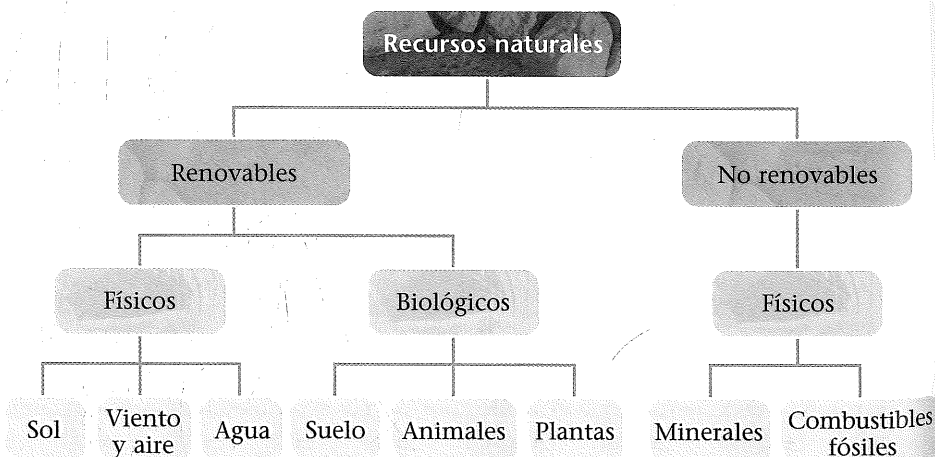 Recursos naturales
Renovables
No renovables
Físicos
Biológicos
Físicos
Sol
Viento
y aire
Agua
Suelo
Animales
Plantas
Minerales
Combustibles
fósiles